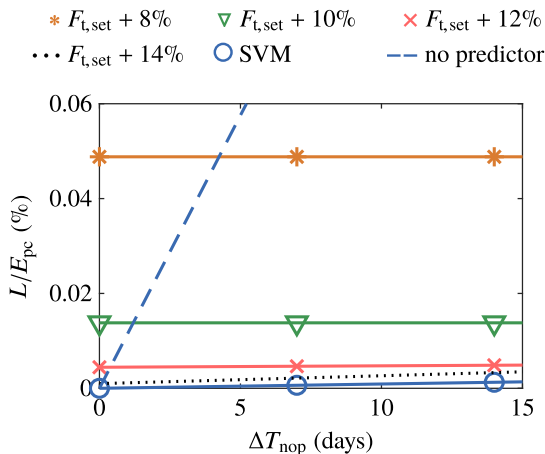 F_t,set + 8% F_t,set + 10% F_t,set + 12%
F_t,set + 14% SVM no predictor
0.06
0.04
0.02
0
L/E_pc (%)
0 5 10 15
ΔT_nop (days)